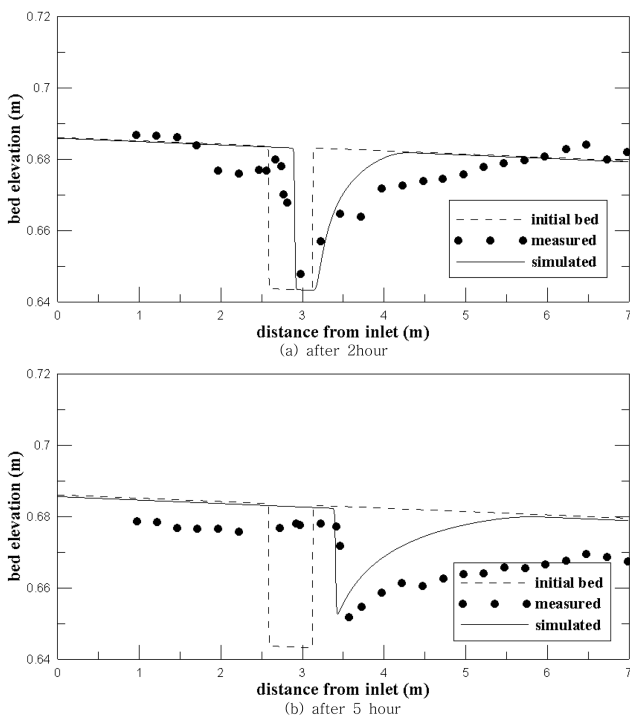 0.72
0.7
0.68
0.66
0.64
bed elevation (m)
initial bed
measured
simulated
0 1 2 3 4 5 6 7
distance from inlet (m)
(a) after 2hour
0.72
0.7
0.68
0.66
0.64
bed elevation (m)
initial bed
measured
simulated
0 1 2 3 4 5 6 7
distance from inlet (m)
(b) after 5 hour